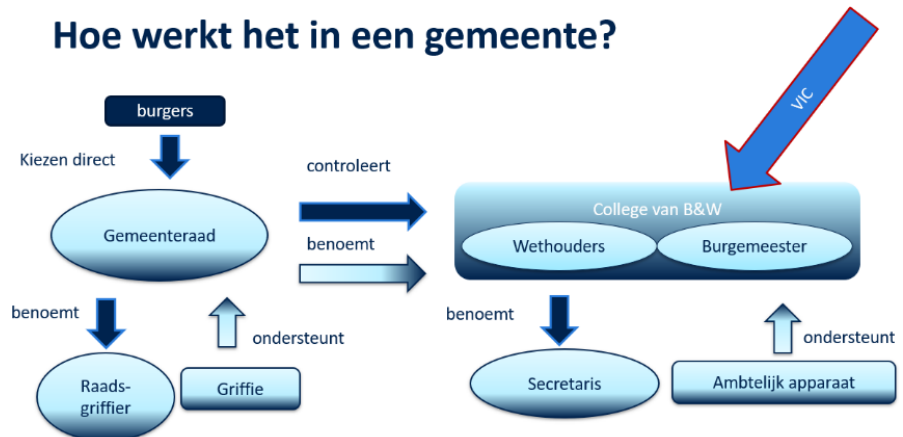 Hoe werkt het in een gemeente?
VIC
burgers
Kiezen direct
controleert
College van B&W
Gemeenteraad
benoemt
Wethouders
Burgemeester
benoemt
ondersteunt
benoemt
ondersteunt
Raads-
griffier
Griffie
Secretaris
Ambtelijk apparaat